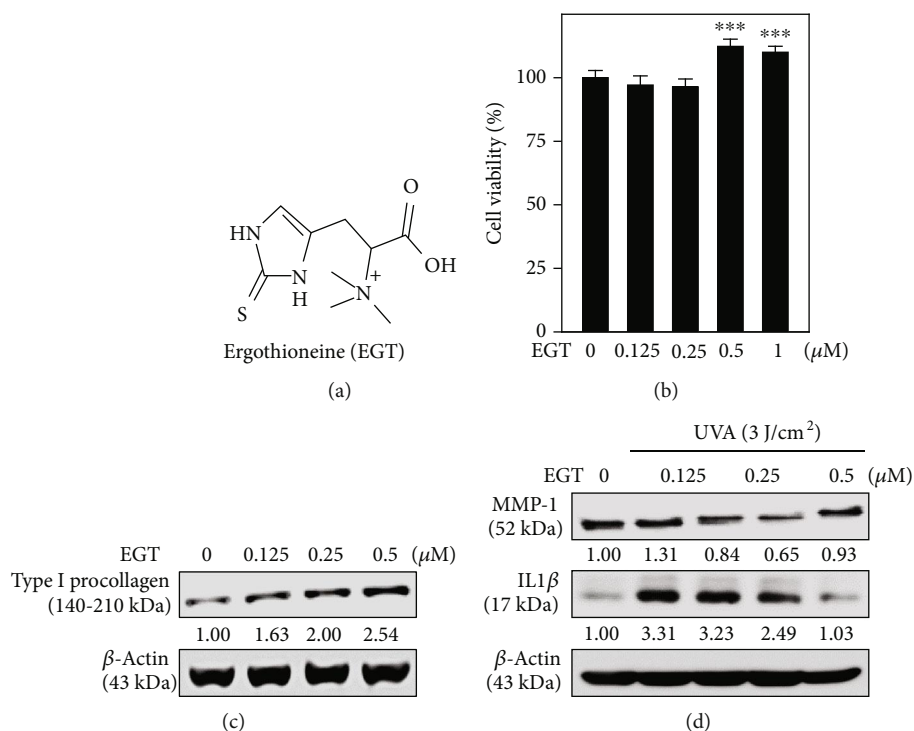 O
HN
OH
N
H
N
+
S
Ergothioneine (EGT)
(a)
Cell viability (%)
100
75
50
25
0
*** ***
EGT 0 0.125 0.25 0.5 1 (μM)
(b)
EGT 0 0.125 0.25 0.5 (μM)
Type I procollagen
(140-210 kDa)
1.00 1.63 2.00 2.54
β-Actin
(43 kDa)
(c)
UVA (3 J/cm²)
EGT 0 0.125 0.25 0.5 (μM)
MMP-1
(52 kDa)
1.00 1.31 0.84 0.65 0.93
IL1β
(17 kDa)
1.00 3.31 3.23 2.49 1.03
β-Actin
(43 kDa)
(d)